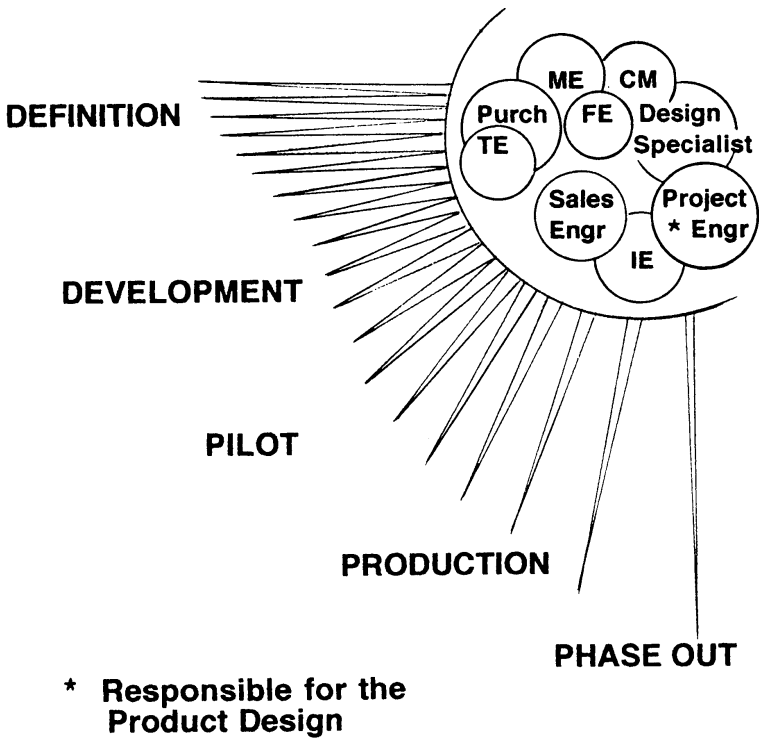 ME
CM
Purch
FE
Design
Specialist
TE
Sales
Engr
Project
* Engr
IE
DEFINITION
DEVELOPMENT
PILOT
PRODUCTION
PHASE OUT
* Responsible for the
Product Design